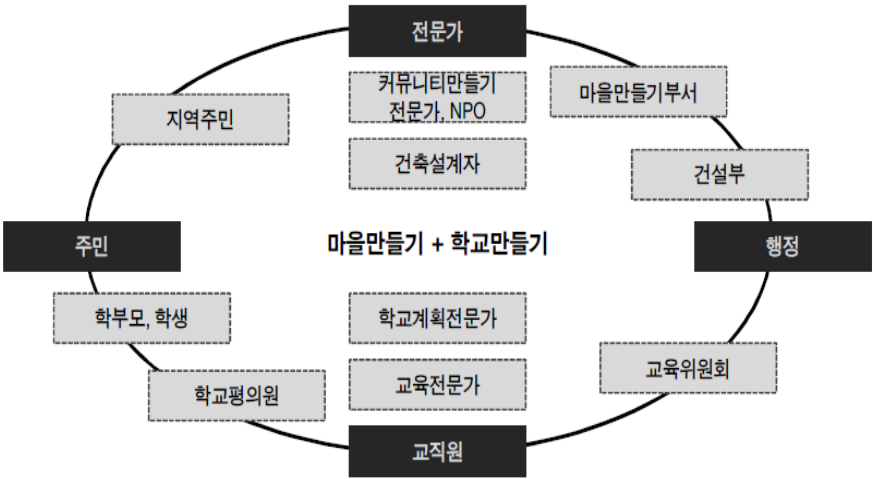 전문가
커뮤니티만들기
전문가, NPO
마을만들기부서
지역주민
건축설계자
건설부
주민
마을만들기 + 학교만들기
행정
학부모, 학생
학교계획전문가
교육위원회
학교평의원
교육전문가
교직원